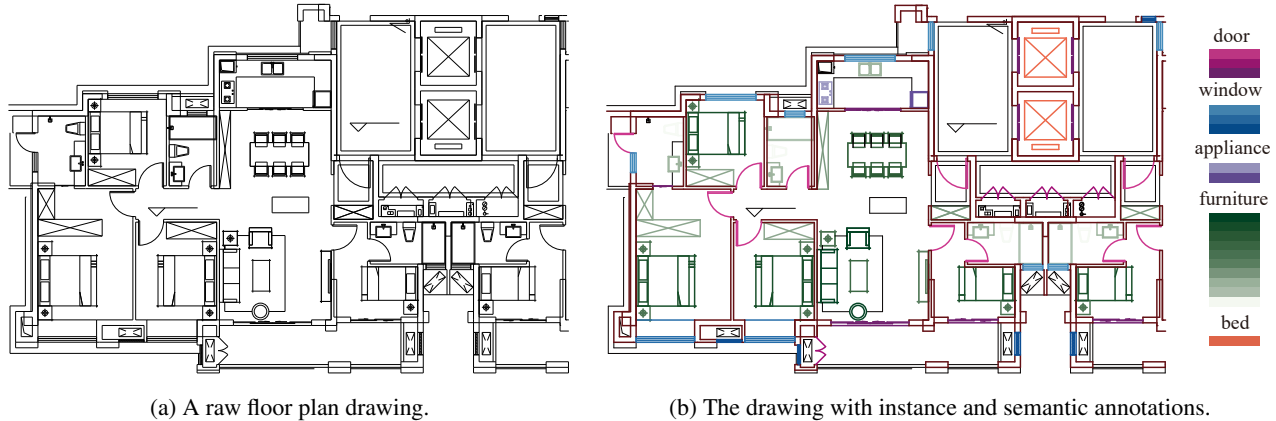 door
window
appliance
furniture
bed
(a) A raw floor plan drawing.
(b) The drawing with instance and semantic annotations.